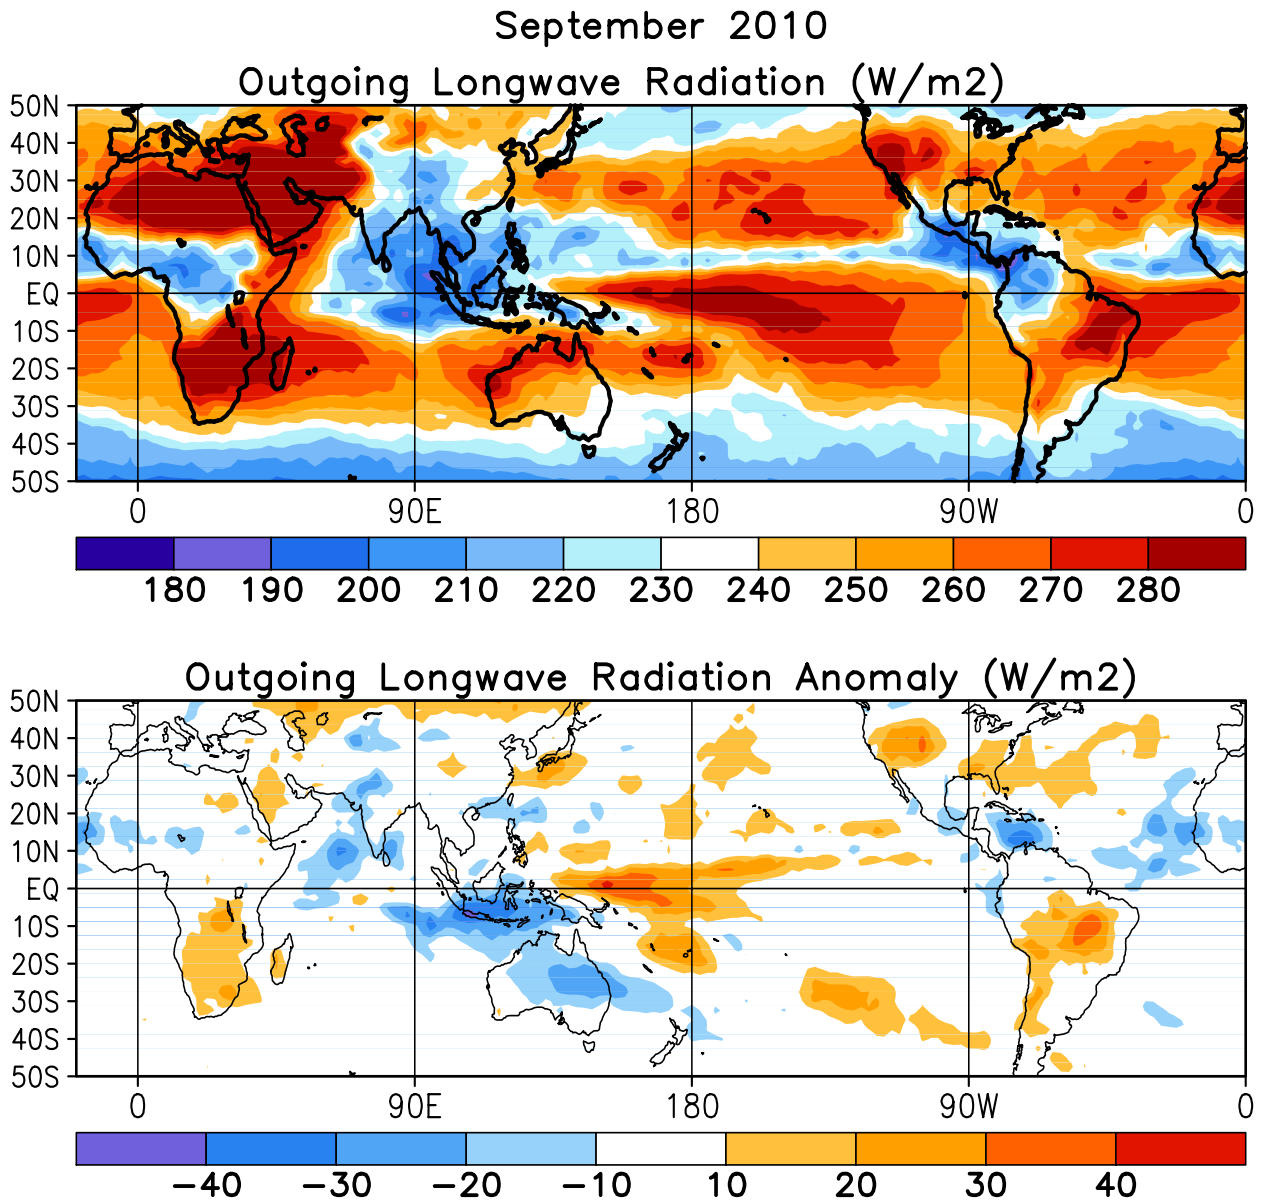 September 2010
Outgoing Longwave Radiation (W/m2)
50N
40N
30N
20N
10N
EQ
10S
20S
30S
40S
50S
0 90E 180 90W 0
180 190 200 210 220 230 240 250 260 270 280
Outgoing Longwave Radiation Anomaly (W/m2)
50N
40N
30N
20N
10N
EQ
10S
20S
30S
40S
50S
0 90E 180 90W 0
−40 −30 −20 −10 10 20 30 40